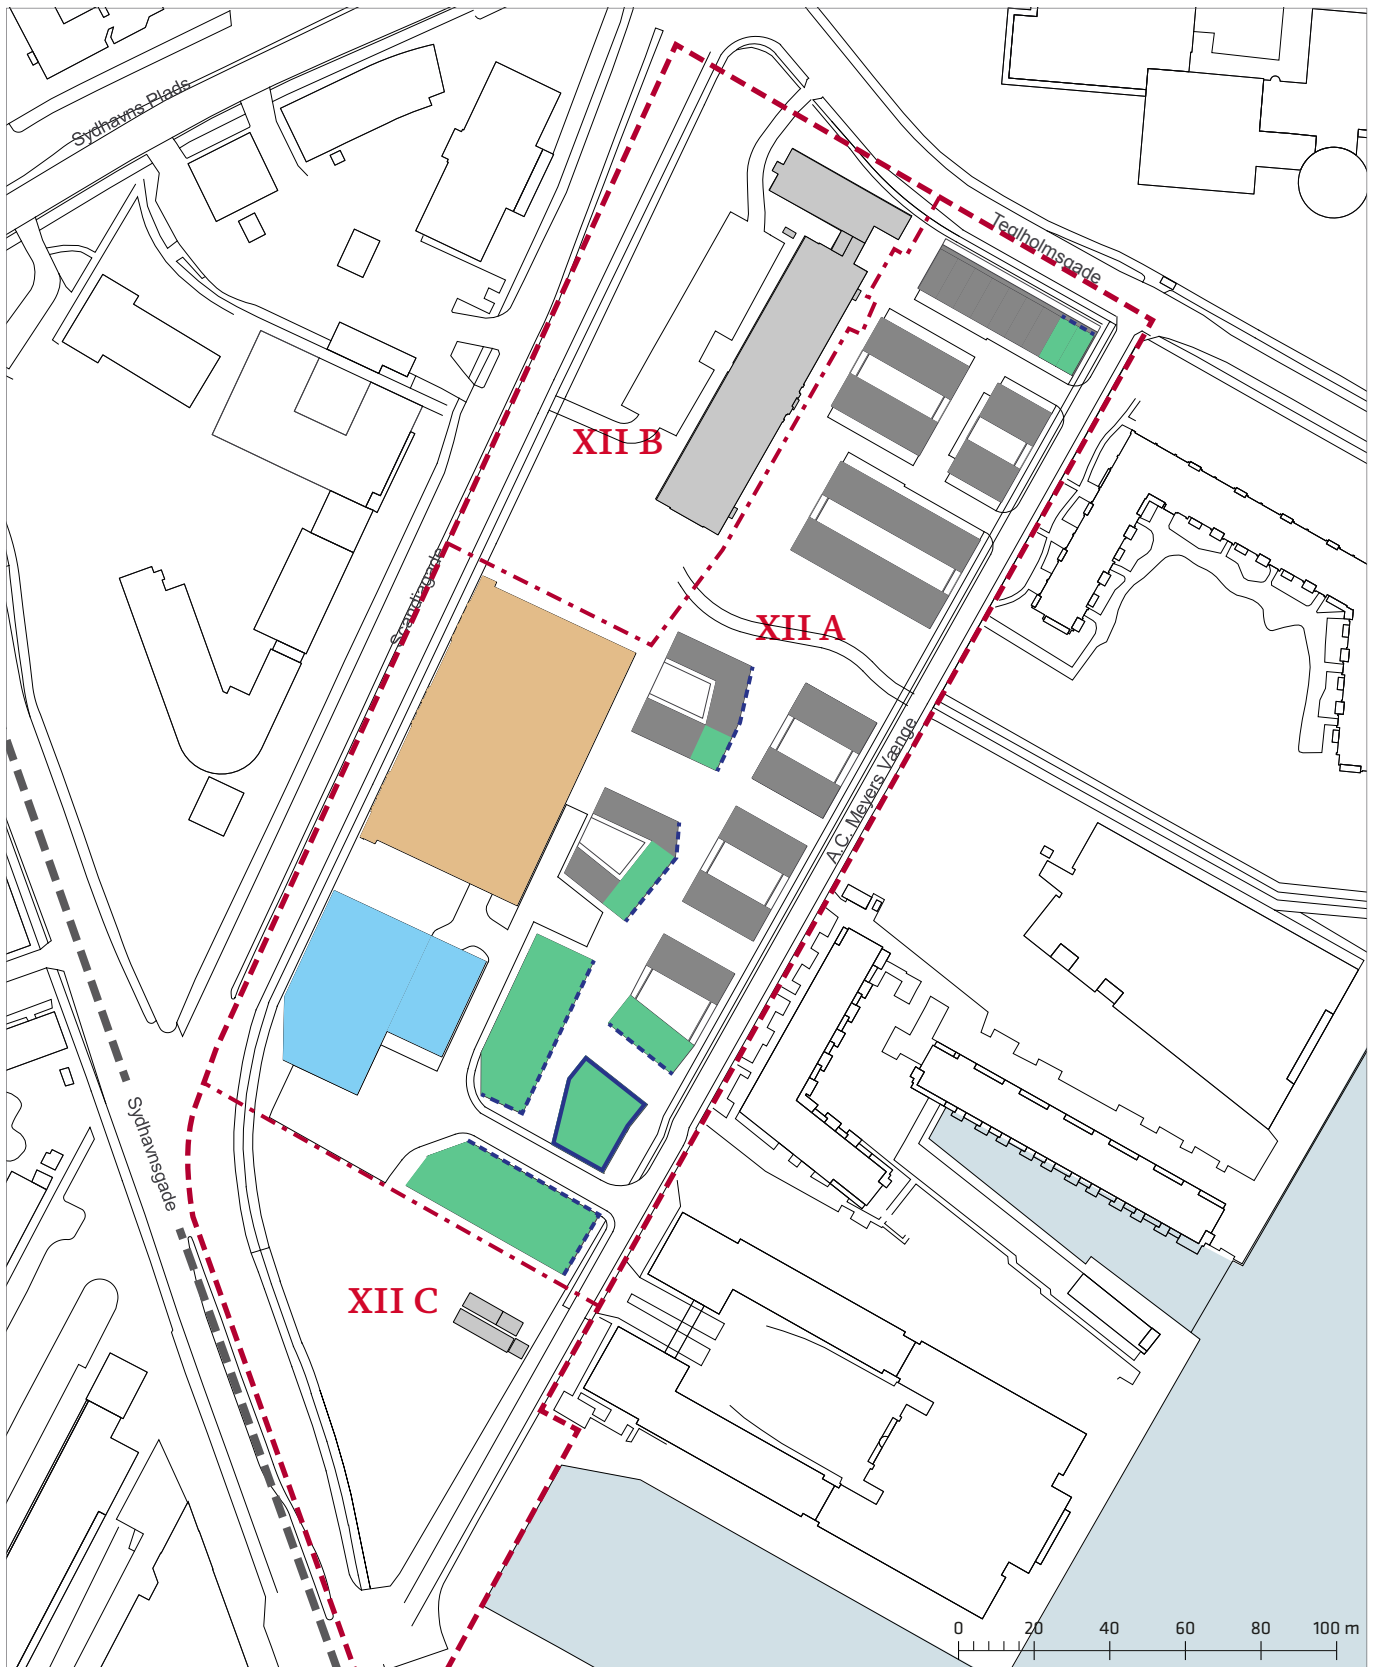 Sydhavns Plads
Teglholmsgade
XII B
Scandiagade
XII A
A.C. Meyers Vænge
Sydhavnsgade
XII C
0 20 40 60 80 100 m